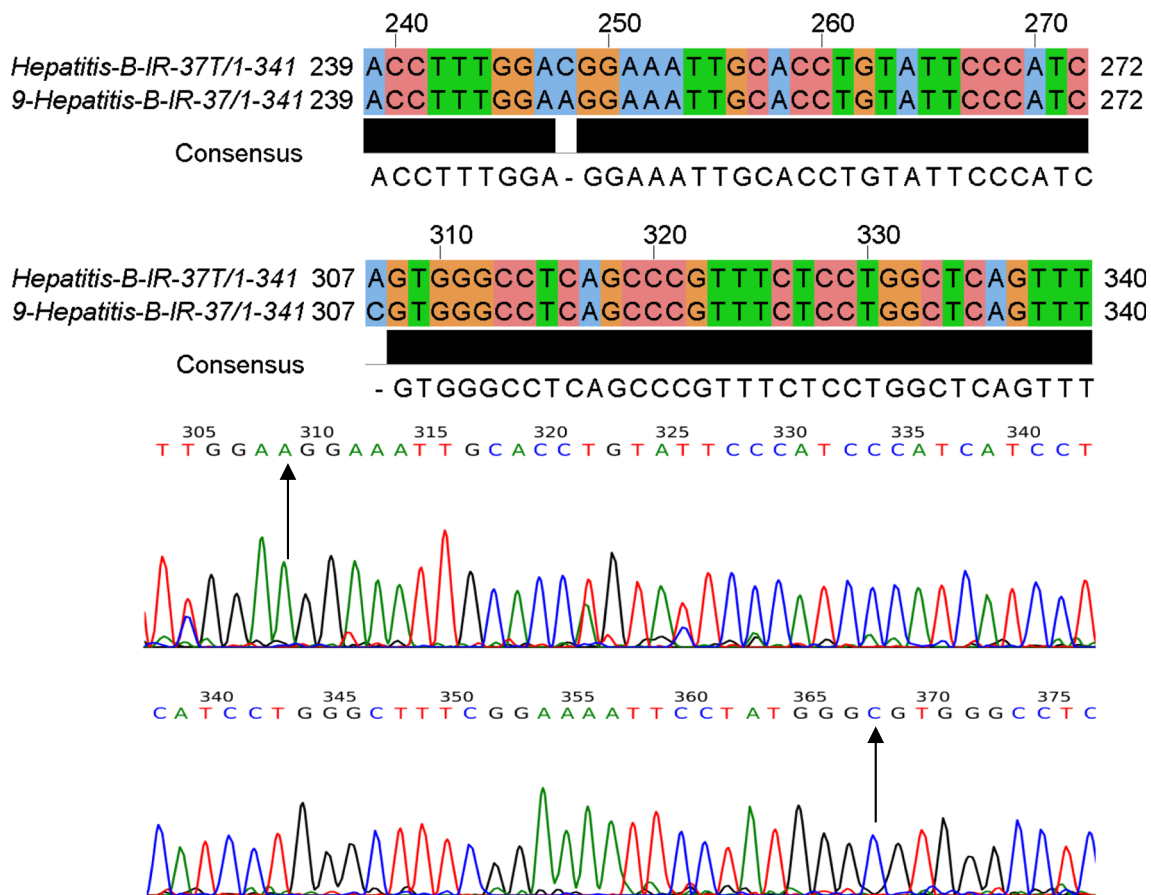 240 250 260 270
Hepatitis-B-IR-37T/1-341 239 ACCTTTGGACGGAAATTGCACCTGTATTCCCATC 272
9-Hepatitis-B-IR-37/1-341 239 ACCTTTGGAAGGAAATTGCACCTGTATTCCCATC 272
Consensus
ACCTTTGGA-GGAAATTGCACCTGTATTCCCATC
310 320 330
Hepatitis-B-IR-37T/1-341 307 AGTGGGCCTCAGCCCGTTTCTCCTGGCTCAGTTT 340
9-Hepatitis-B-IR-37/1-341 307 CGTGGGCCTCAGCCCGTTTCTCCTGGCTCAGTTT 340
Consensus
-GTGGGCCTCAGCCCGTTTCTCCTGGCTCAGTTT
305 310 315 320 325 330 335 340
T T G G A A G G A A A T T G C A C C T G T A T T C C C A T C C C A T C A T C C T
340 345 350 355 360 365 370 375
C A T C C T G G G C T T T C G G A A A A T T C C T A T G G G C G T G G G C C T C